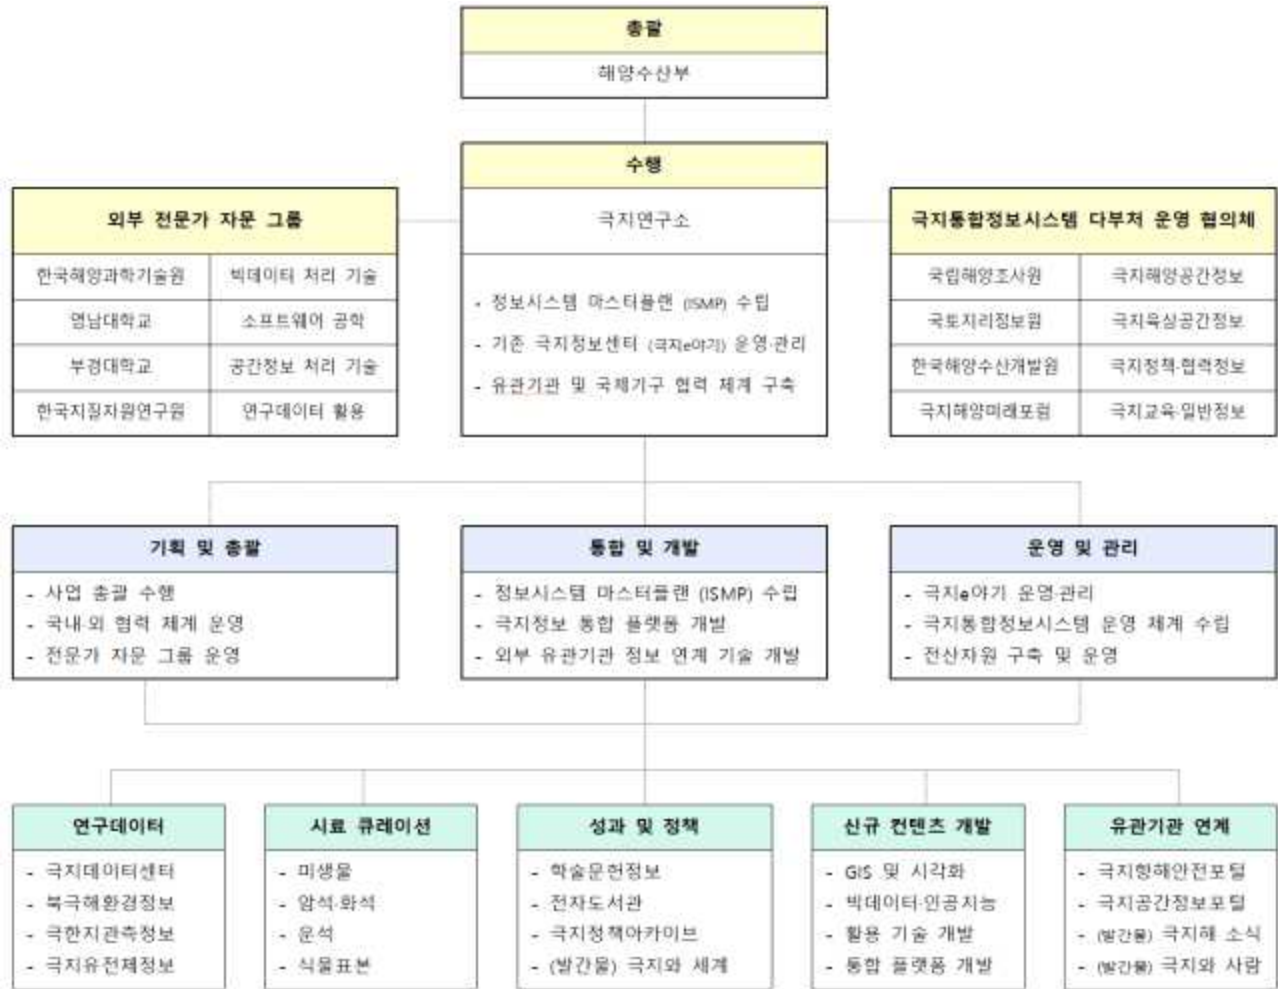 총괄
해양수산부
수행
극지연구소
- 정보시스템 마스터플랜 (ISMP) 수립
- 기존 극지정보센터 (극지e야기) 운영·관리
- 유관기관 및 국제기구 협력 체계 구축
외부 전문가 자문 그룹
한국해양과학기술원 빅데이터 처리 기술
영남대학교 소프트웨어 공학
부경대학교 공간정보 처리 기술
한국지질자원연구원 연구데이터 활용
극지통합정보시스템 다부처 운영 협의체
국립해양조사원 극지해양공간정보
국토지리정보원 극지육상공간정보
한국해양수산개발원 극지정책·협력정보
극지해양미래포럼 극지교육·일반정보
기획 및 총괄
- 사업 총괄 수행
- 국내·외 협력 체계 운영
- 전문가 자문 그룹 운영
통합 및 개발
- 정보시스템 마스터플랜 (ISMP) 수립
- 극지정보 통합 플랫폼 개발
- 외부 유관기관 정보 연계 기술 개발
운영 및 관리
- 극지e야기 운영·관리
- 극지통합정보시스템 운영 체계 수립
- 전산자원 구축 및 운영
연구데이터
- 극지데이터센터
- 북극해환경정보
- 극한지관측정보
- 극지유전체정보
시료 큐레이션
- 미생물
- 암석·화석
- 운석
- 식물표본
성과 및 정책
- 학술문헌정보
- 전자도서관
- 극지정책아카이브
- (발간물) 극지와 세계
신규 컨텐츠 개발
- GIS 및 시각화
- 빅데이터·인공지능
- 활용 기술 개발
- 통합 플랫폼 개발
유관기관 연계
- 극지항해안전포털
- 극지공간정보포털
- (발간물) 극지해 소식
- (발간물) 극지와 사람